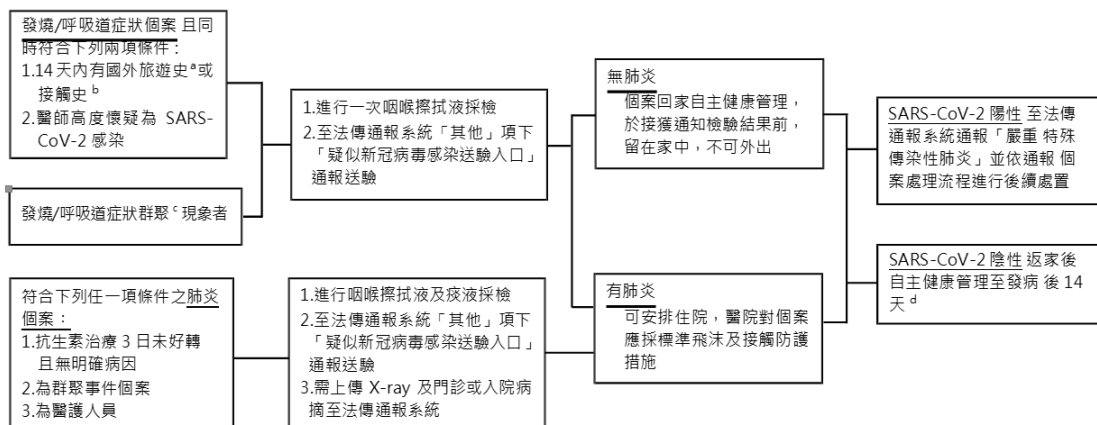 發燒/呼吸道症狀個案 且同
時符合下列兩項條件：
1.14 天內有國外旅遊史ᵃ或
接觸史ᵇ
2.醫師高度懷疑為 SARS-
CoV-2 感染
發燒/呼吸道症狀群聚ᶜ現象者
符合下列任一項條件之肺炎
個案：
1.抗生素治療 3 日未好轉
且無明確病因
2.為群聚事件個案
3.為醫護人員
1.進行一次咽喉擦拭液採檢
2.至法傳通報系統「其他」項下
「疑似新冠病毒感染送驗入口」
通報送驗
1.進行咽喉擦拭液及痰液採檢
2.至法傳通報系統「其他」項下
「疑似新冠病毒感染送驗入口」
通報送驗
3.需上傳 X-ray 及門診或入院病
摘至法傳通報系統
無肺炎
個案回家自主健康管理，
於接獲通知檢驗結果前，
留在家中，不可外出
有肺炎
可安排住院，醫院對個案
應採標準飛沫及接觸防護
措施
SARS-CoV-2 陽性 至法傳
通報系統通報「嚴重 特殊
傳染性肺炎」並依通報 個
案處理流程進行後續處置
SARS-CoV-2 陰性 返家後
自主健康管理至發病 後 14
天ᵈ